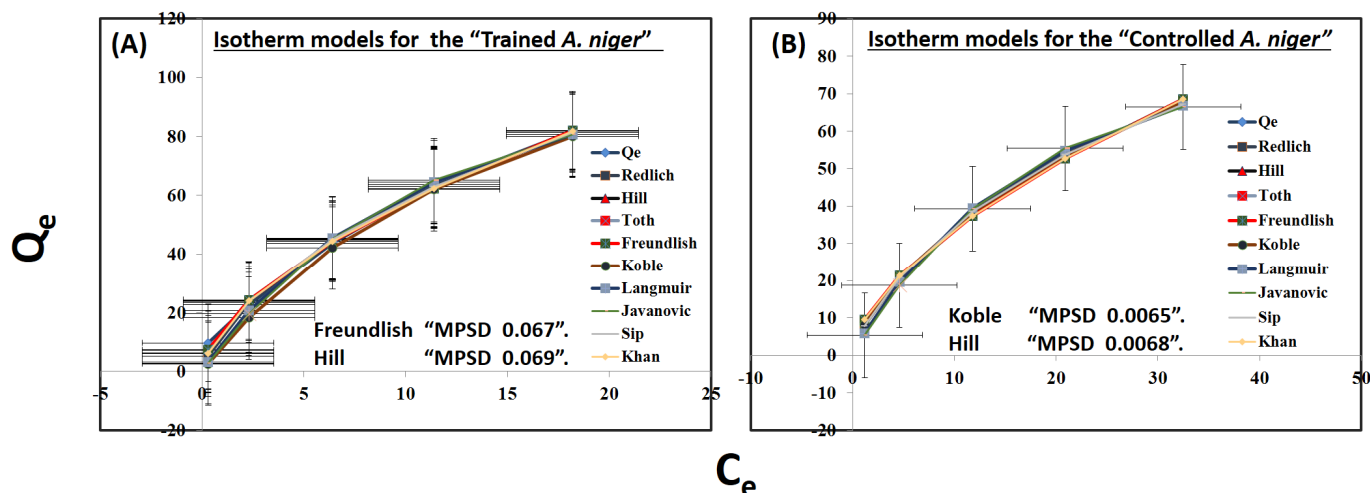 (A)
Isotherm models for the “Trained A. niger”
120
100
80
60
40
20
0
-20
-5
0
5
10
15
20
25
Qe
Redlich
Hill
Toth
Freundlish
Koble
Langmuir
Javanovic
Sip
Khan
Freundlish “MPSD 0.067”.
Hill “MPSD 0.069”.
(B)
Isotherm models for the “Controlled A. niger”
90
80
70
60
50
40
30
20
10
0
-10
-20
-10
0
10
20
30
40
50
Qe
Redlich
Hill
Toth
Freundlish
Koble
Langmuir
Javanovic
Sip
Khan
Koble “MPSD 0.0065”.
Hill “MPSD 0.0068”.
Qe
Ce